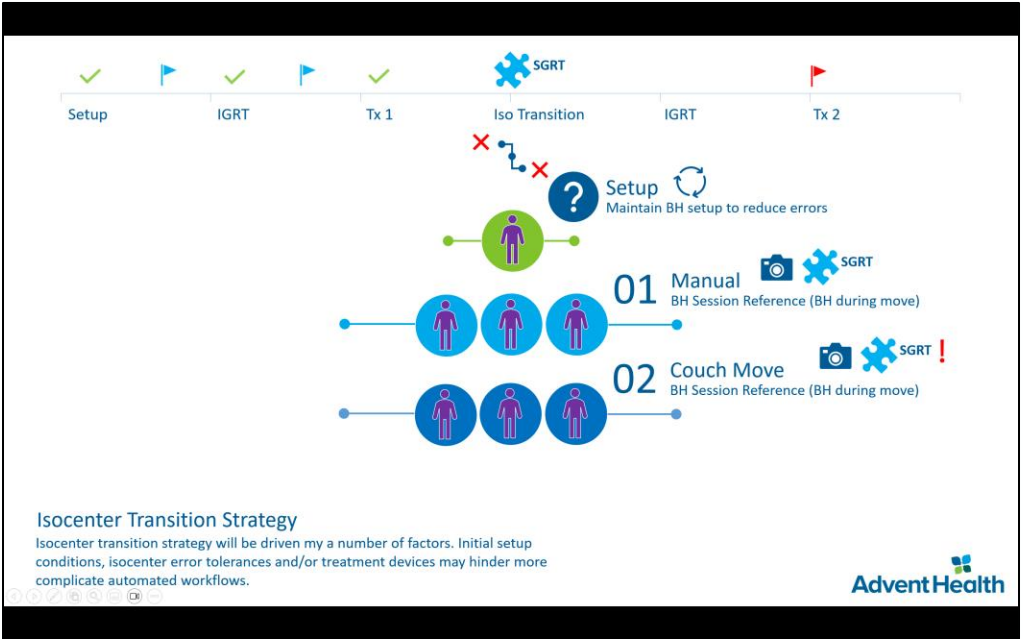 SGRT
Setup
IGRT
Tx 1
Iso Transition
IGRT
Tx 2
?
Setup
Maintain BH setup to reduce errors
01
Manual
SGRT
BH Session Reference (BH during move)
02
Couch Move
SGRT !
BH Session Reference (BH during move)
Isocenter Transition Strategy
Isocenter transition strategy will be driven my a number of factors. Initial setup
conditions, isocenter error tolerances and/or treatment devices may hinder more
complicate automated workflows.
Advent Health